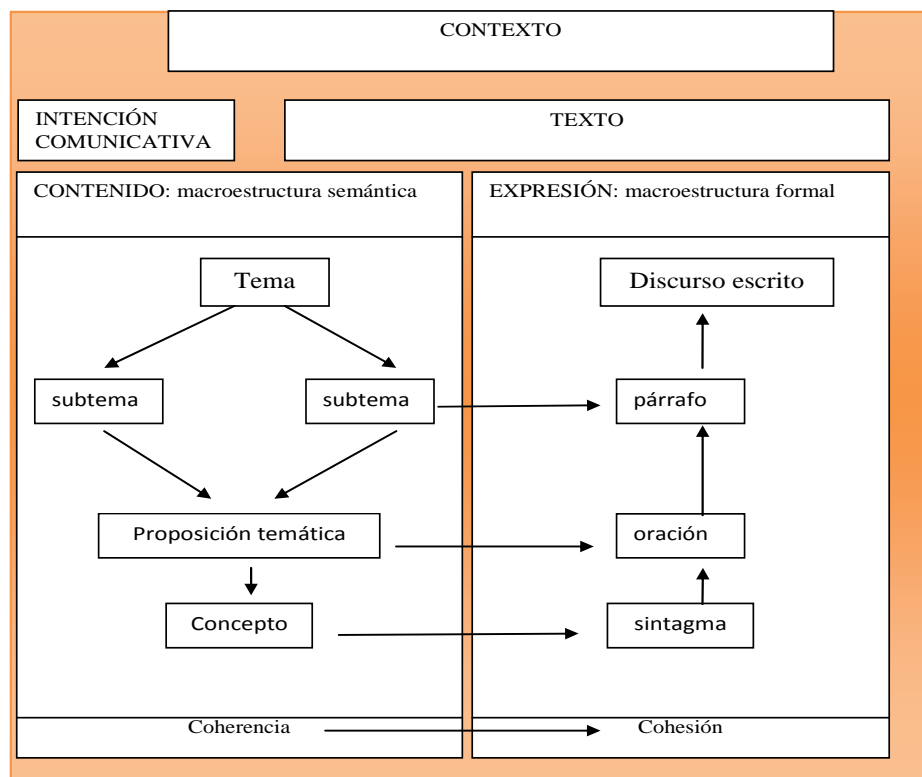 CONTEXTO
INTENCIÓN
COMUNICATIVA
TEXTO
CONTENIDO: macroestructura semántica
EXPRESIÓN: macroestructura formal
Tema
Discurso escrito
subtema
subtema
párrafo
Proposición temática
oración
Concepto
sintagma
Coherencia
Cohesión